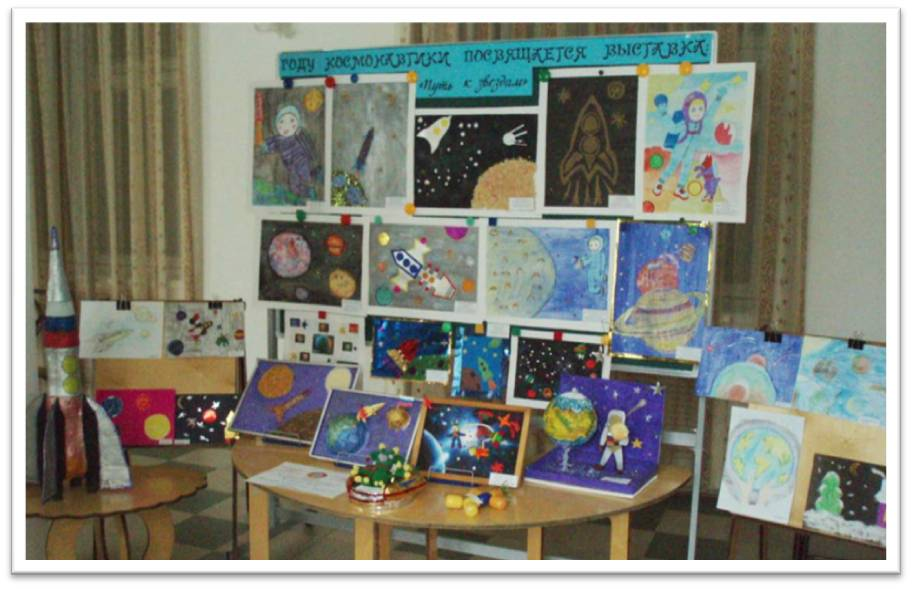 ГОДУ КОСМОНАВТИКИ ПОСВЯЩАЕТСЯ ВЫСТАВКА:
«Путь к звездам»